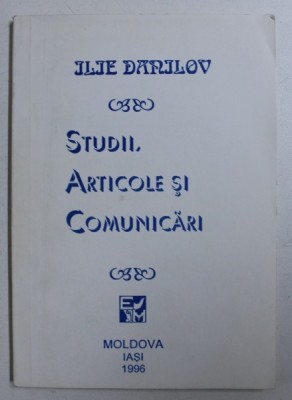 ILIE DANILOV
STUDII,
ARTICOLE ŞI
COMUNICĂRI
E M
MOLDOVA
IAŞI
1996